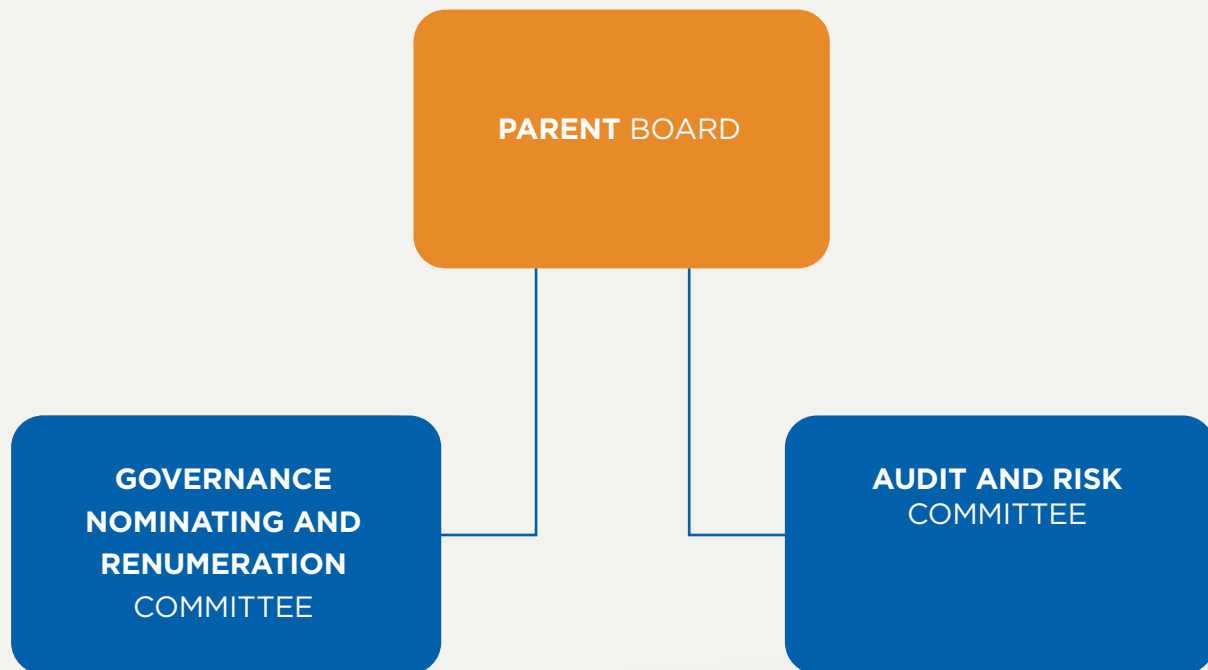 PARENT BOARD
GOVERNANCE
NOMINATING AND
RENUMERATION
COMMITTEE
AUDIT AND RISK
COMMITTEE